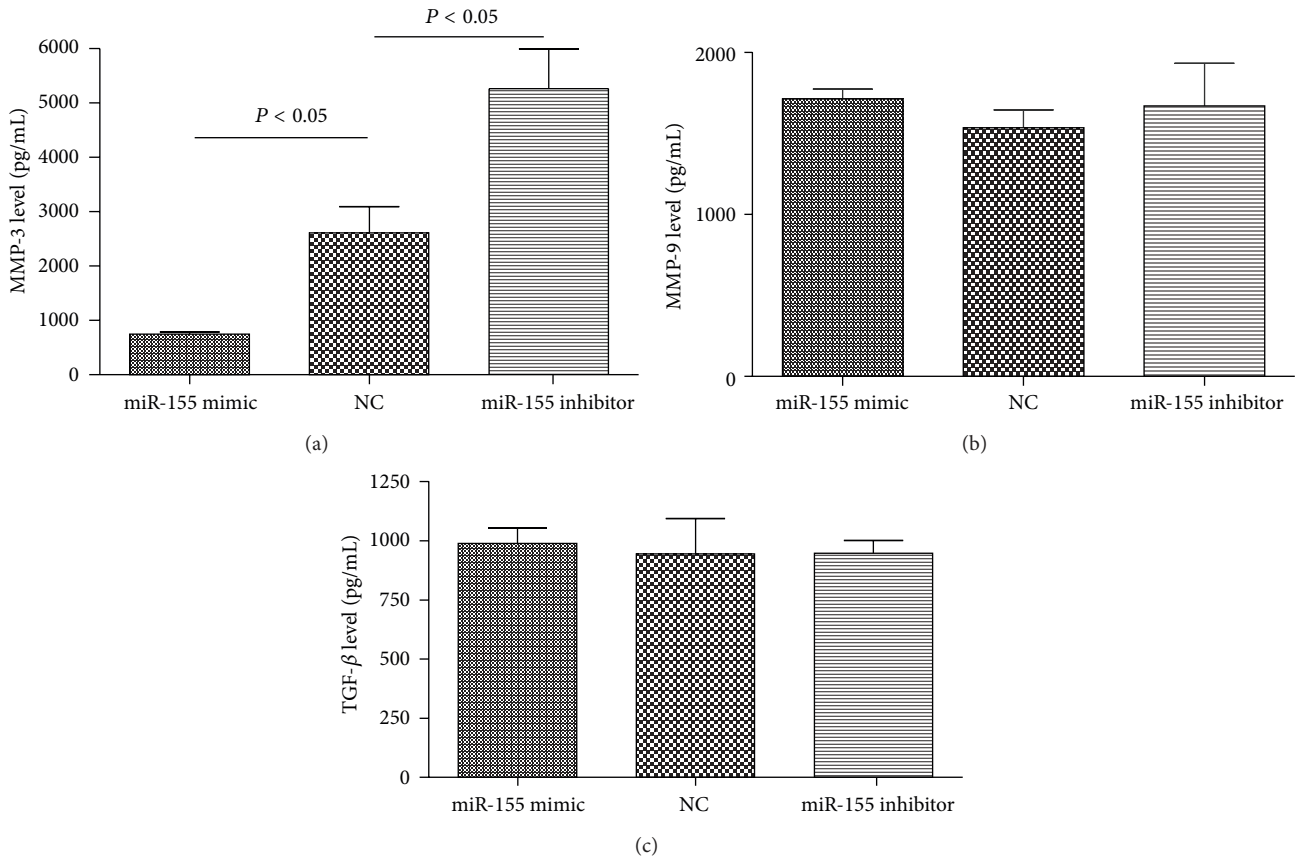 P < 0.05
P < 0.05
MMP-3 level (pg/mL)
6000
5000
4000
3000
2000
1000
0
miR-155 mimic NC miR-155 inhibitor
(a)
MMP-9 level (pg/mL)
2000
1000
0
miR-155 mimic NC miR-155 inhibitor
(b)
TGF-β level (pg/mL)
1250
1000
750
500
250
0
miR-155 mimic NC miR-155 inhibitor
(c)